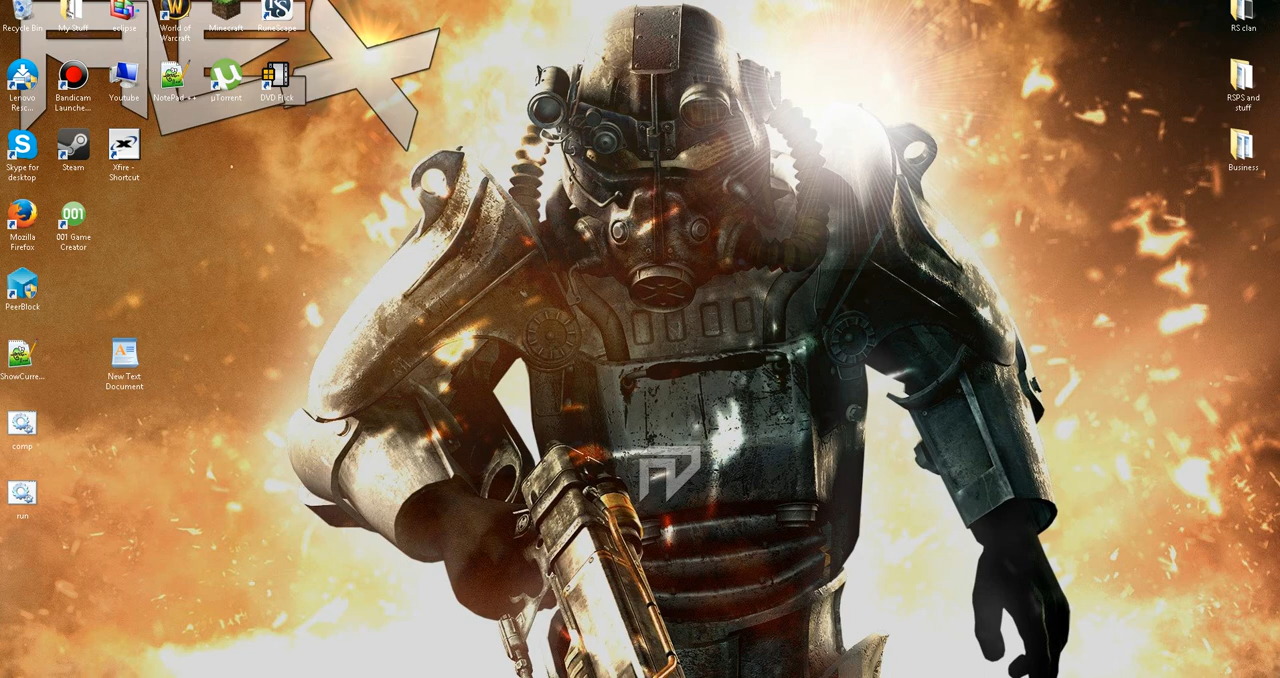 Recycle Bin
My Stuff
eclipse
World of
Warcraft
Minecraft
RuneScape
RS clan
Lenovo
Resc...
Bandicam
Launche...
Youtube
NotePad ++
µTorrent
DVD Flick
RSPS and
stuff
Skype for
desktop
Steam
Xfire -
Shortcut
Business
Mozilla
Firefox
001
001 Game
Creator
PeerBlock
ShowCurre...
New Text
Document
comp
run